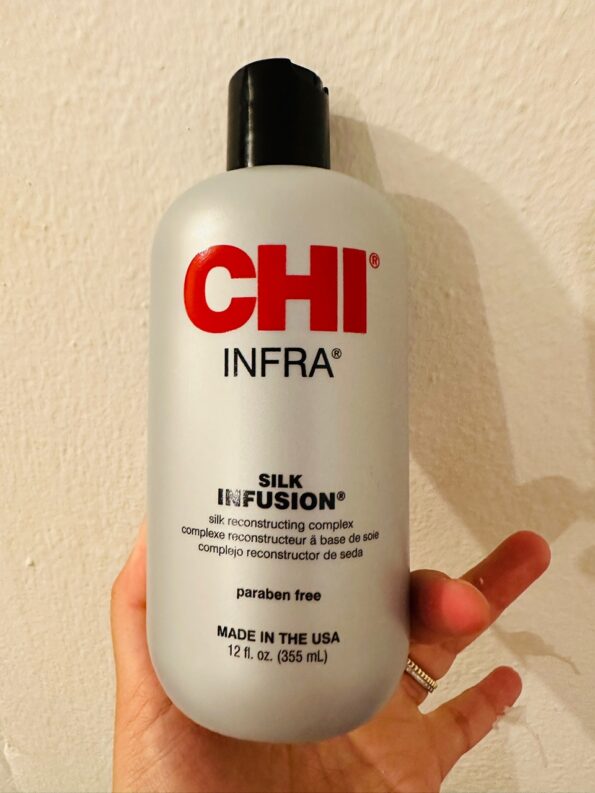 CHI®
INFRA®
SILK
INFUSION®
silk reconstructing complex
complexe reconstructeur à base de soie
complejo reconstructor de seda
paraben free
MADE IN THE USA
12 fl. oz. (355 mL)